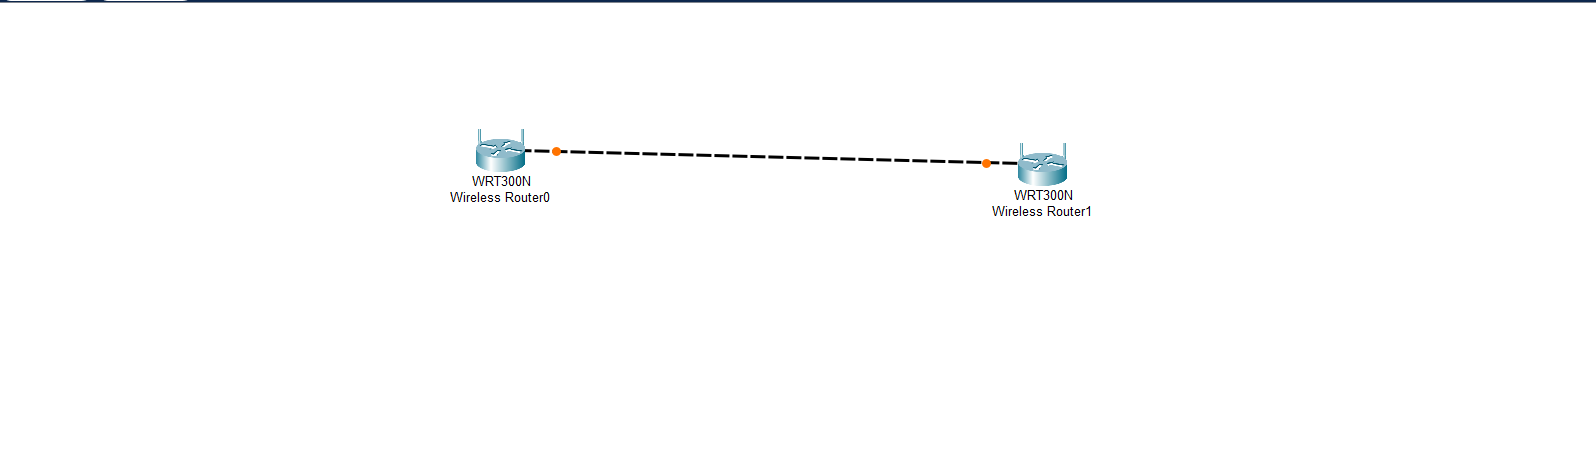 WRT300N
Wireless Router0
WRT300N
Wireless Router1